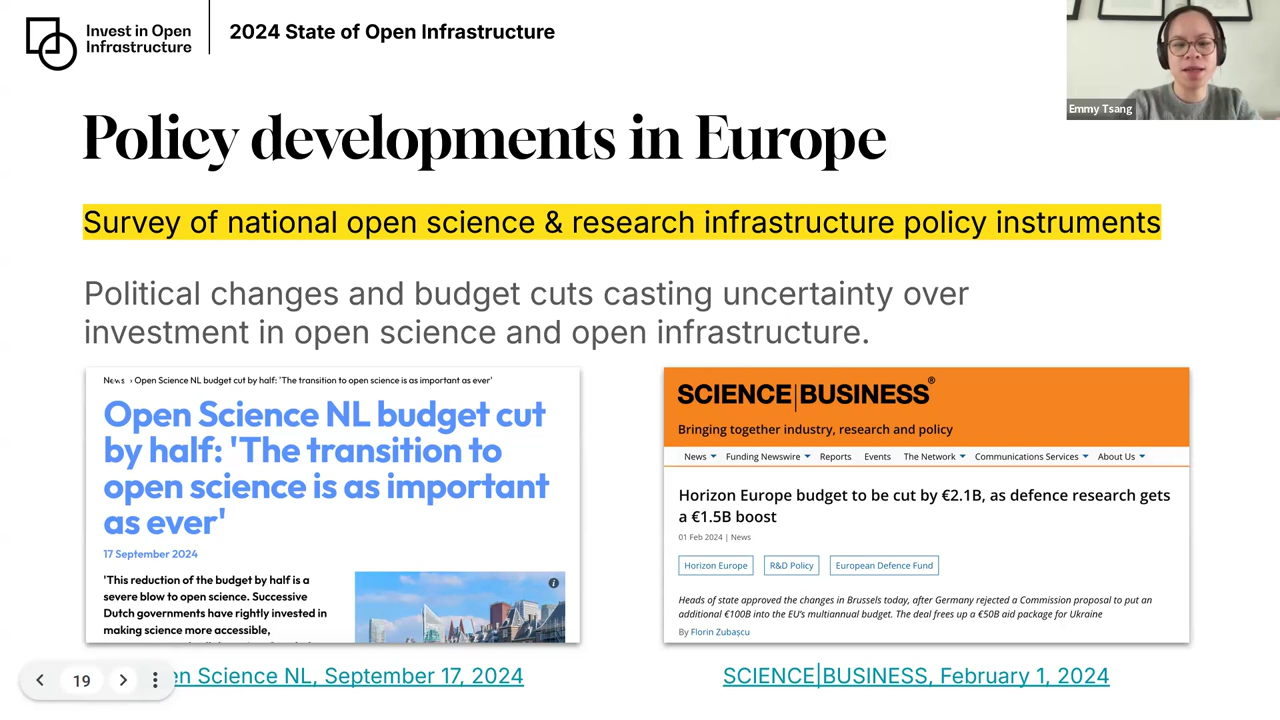 Invest in Open
Infrastructure
2024 State of Open Infrastructure
Emmy Tsang
Policy developments in Europe
Survey of national open science & research infrastructure policy instruments
Political changes and budget cuts casting uncertainty over
investment in open science and open infrastructure.
News › Open Science NL budget cut by half: 'The transition to open science is as important as ever'
Open Science NL budget cut
by half: 'The transition to
open science is as important
as ever'
17 September 2024
'This reduction of the budget by half is a
severe blow to open science. Successive
Dutch governments have rightly invested in
making science more accessible,
SCIENCE|BUSINESS®
Bringing together industry, research and policy
News Funding Newswire Reports Events The Network Communications Services About Us
Horizon Europe budget to be cut by €2.1B, as defence research gets
a €1.5B boost
01 Feb 2024 | News
Horizon Europe R&D Policy European Defence Fund
Heads of state approved the changes in Brussels today, after Germany rejected a Commission proposal to put an
additional €100B into the EU's multiannual budget. The deal frees up a €50B aid package for Ukraine
By Florin Zubașcu
19
en Science NL, September 17, 2024
SCIENCE|BUSINESS, February 1, 2024